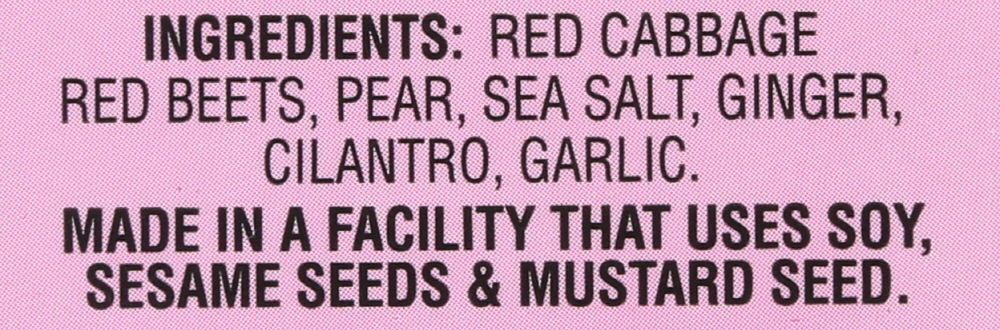 INGREDIENTS: RED CABBAGE
RED BEETS, PEAR, SEA SALT, GINGER,
CILANTRO, GARLIC.
MADE IN A FACILITY THAT USES SOY,
SESAME SEEDS & MUSTARD SEED.